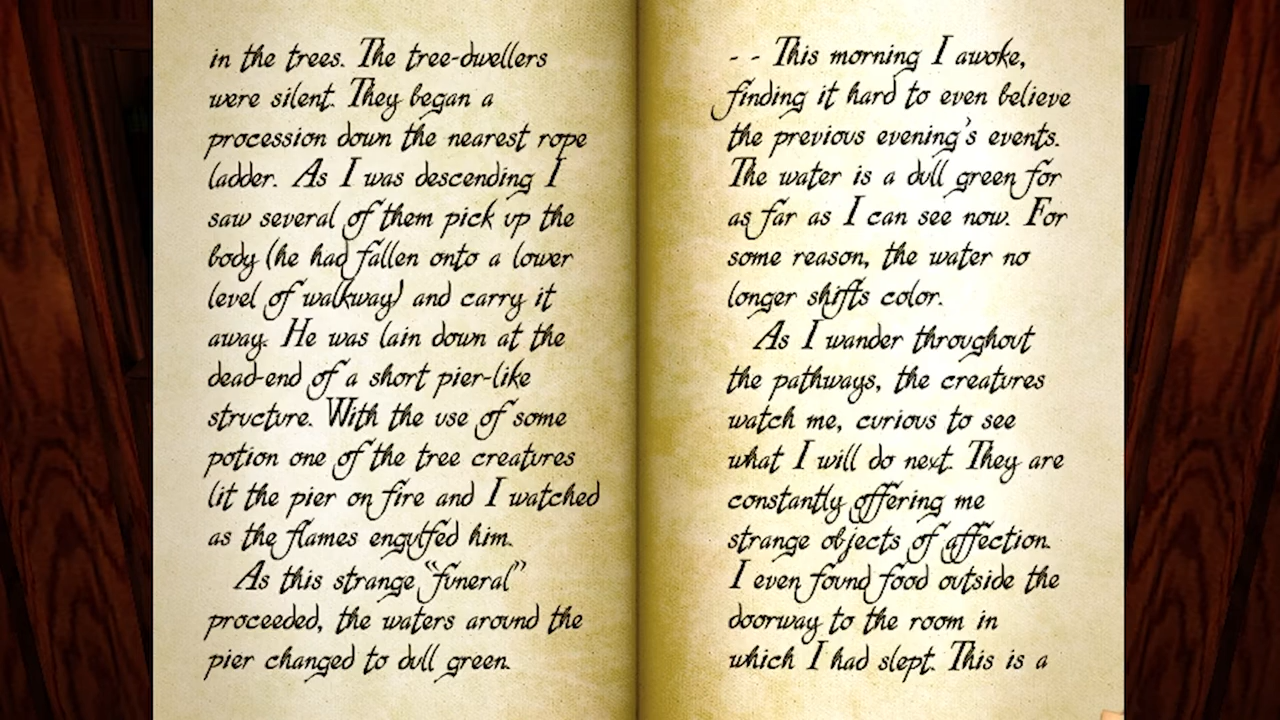 in the trees. The tree-dwellers
were silent. They began a
procession down the nearest rope
ladder. As I was descending I
saw several of them pick up the
body (he had fallen onto a lower
level of walkway) and carry it
away. He was lain down at the
dead-end of a short pier-like
structure. With the use of some
potion one of the tree creatures
lit the pier on fire and I watched
as the flames engulfed him.
As this strange "funeral"
proceeded, the waters around the
pier changed to dull green.
- - This morning I awoke,
finding it hard to even believe
the previous evening's events.
The water is a dull green for
as far as I can see now. For
some reason, the water no
longer shifts color.
As I wander throughout
the pathways, the creatures
watch me, curious to see
what I will do next. They are
constantly offering me
strange objects of affection.
I even found food outside the
doorway to the room in
which I had slept. This is a